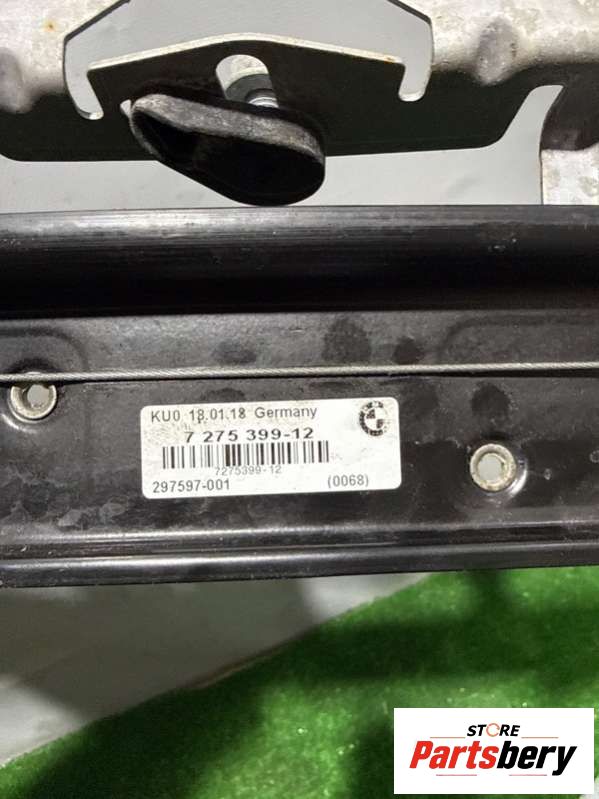 KU0 18.01.18 Germany
7 275 399-12
7275399-12
297597-001 (0068)
STORE
Partsbery